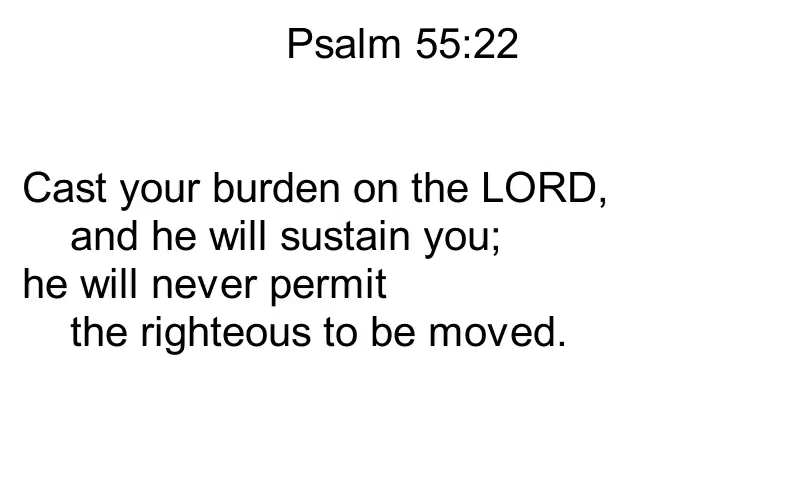 Psalm 55:22
Cast your burden on the LORD,
and he will sustain you;
he will never permit
the righteous to be moved.